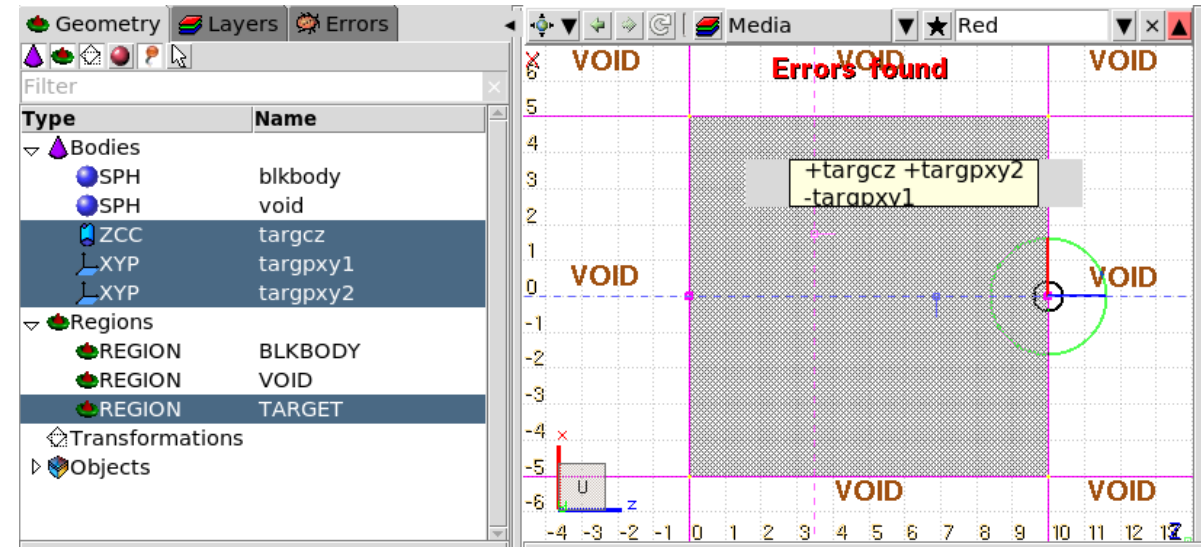 Geometry Layers Errors
Filter
Type Name
Bodies
SPH blkbody
SPH void
ZCC targcz
XYP targpxy1
XYP targpxy2
Regions
REGION BLKBODY
REGION VOID
REGION TARGET
Transformations
Objects
Media Red
VOID VOID VOID
Errors found
+targcz +targpxy2
-targpxy1
VOID VOID
VOID VOID
6
5
4
3
2
1
0
-1
-2
-3
-4
-5
-6
x
U
z
-4 -3 -2 -1 0 1 2 3 4 5 6 7 8 9 10 11 12